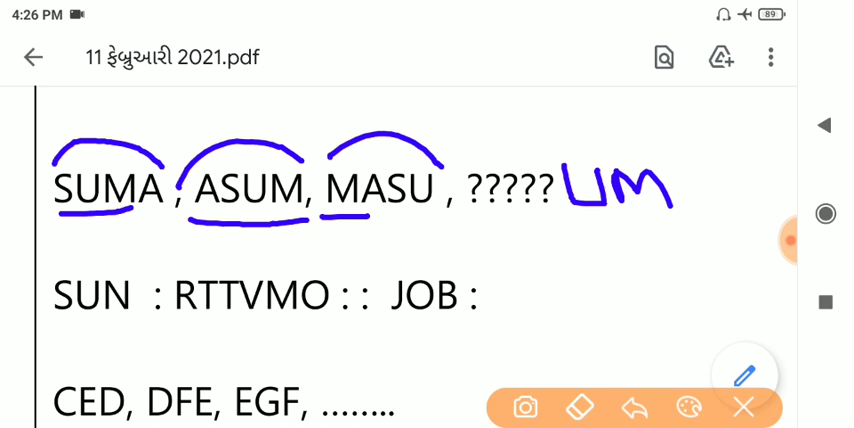 4:26 PM 89
11 ફેબ્રુઆરી 2021.pdf
SUMA , ASUM, MASU , ????? UM
SUN : RTTVMO : : JOB :
CED, DFE, EGF, ........